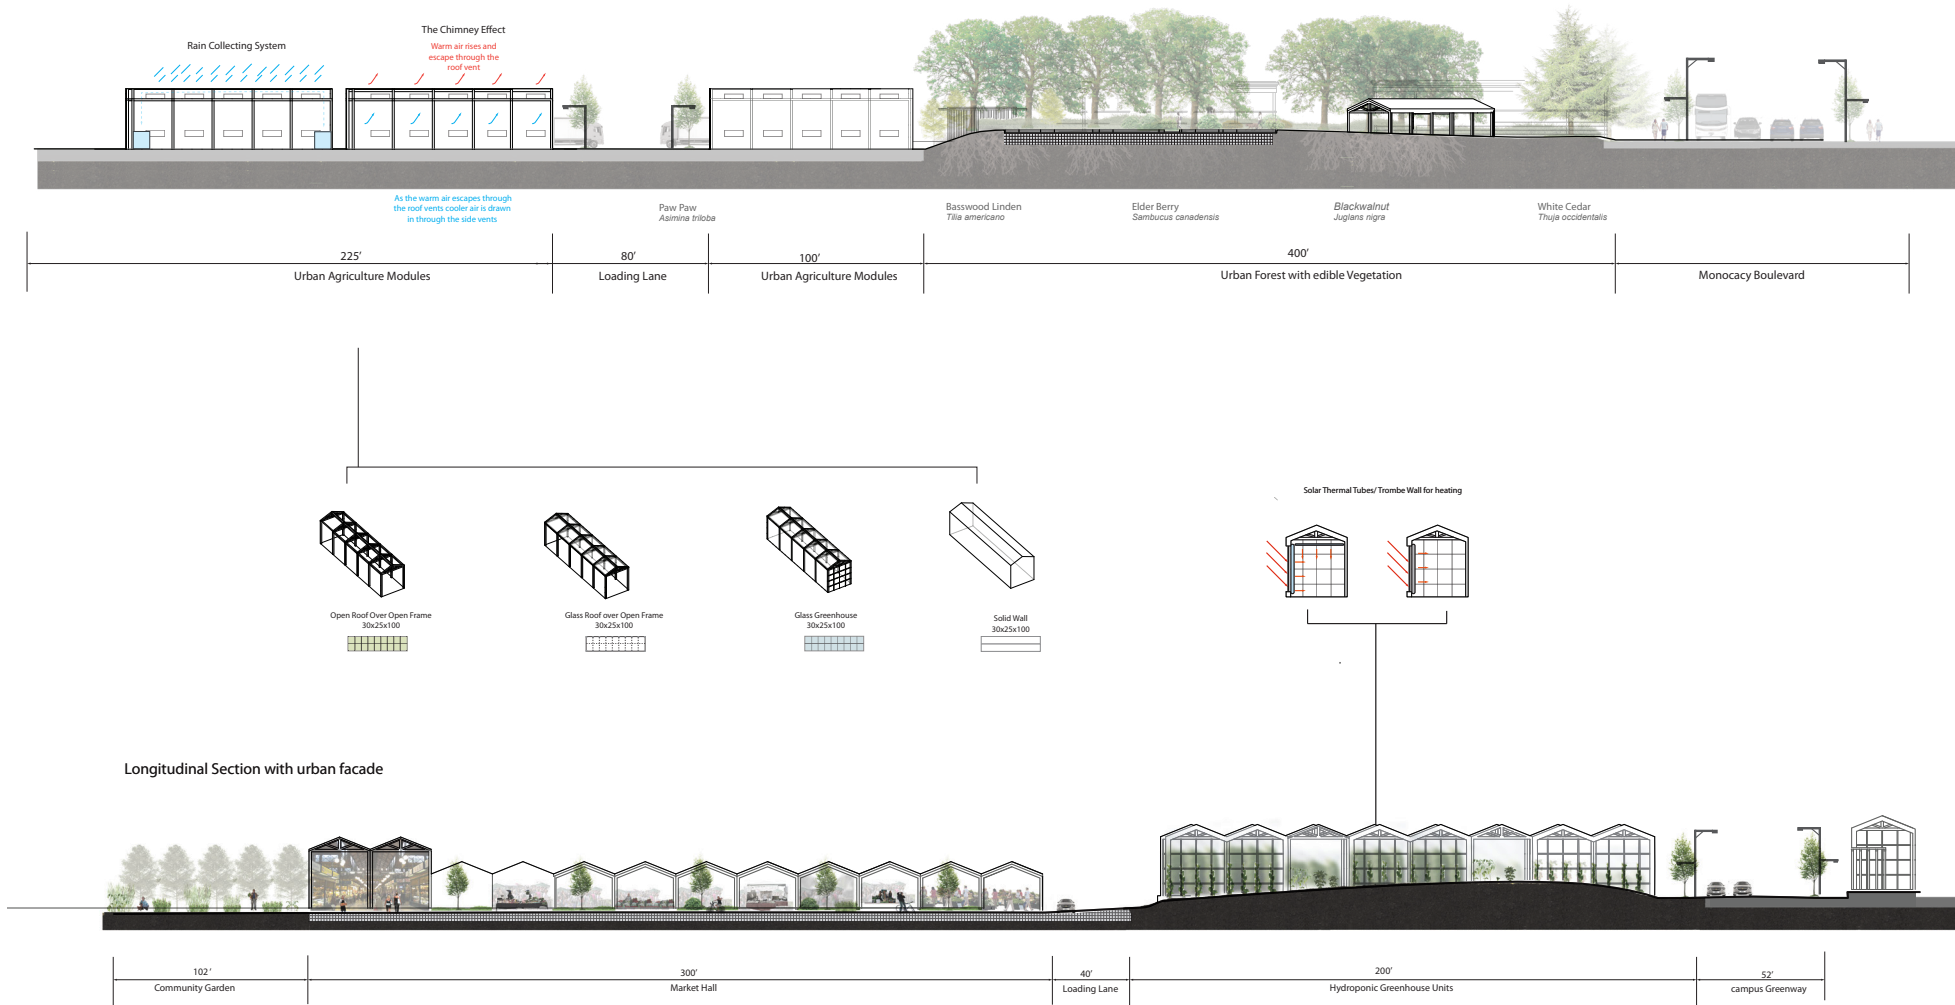 The Chimney Effect
Rain Collecting System
Warm air rises and
escape through the
roof vent
As the warm air escapes through
the roof vents cooler air is drawn
in through the side vents
Paw Paw
Asimina triloba
Basswood Linden
Tilia americano
Elder Berry
Sambucus canadensis
Blackwalnut
Juglans nigra
White Cedar
Thuja occidentalis
225'
Urban Agriculture Modules
80'
Loading Lane
100'
Urban Agriculture Modules
400'
Urban Forest with edible Vegetation
Monocacy Boulevard
Solar Thermal Tubes/ Trombe Wall for heating
Open Roof Over Open Frame
30x25x100
Glass Roof over Open Frame
30x25x100
Glass Greenhouse
30x25x100
Solid Wall
30x25x100
Longitudinal Section with urban facade
102'
Community Garden
300'
Market Hall
40'
Loading Lane
200'
Hydroponic Greenhouse Units
52'
campus Greenway